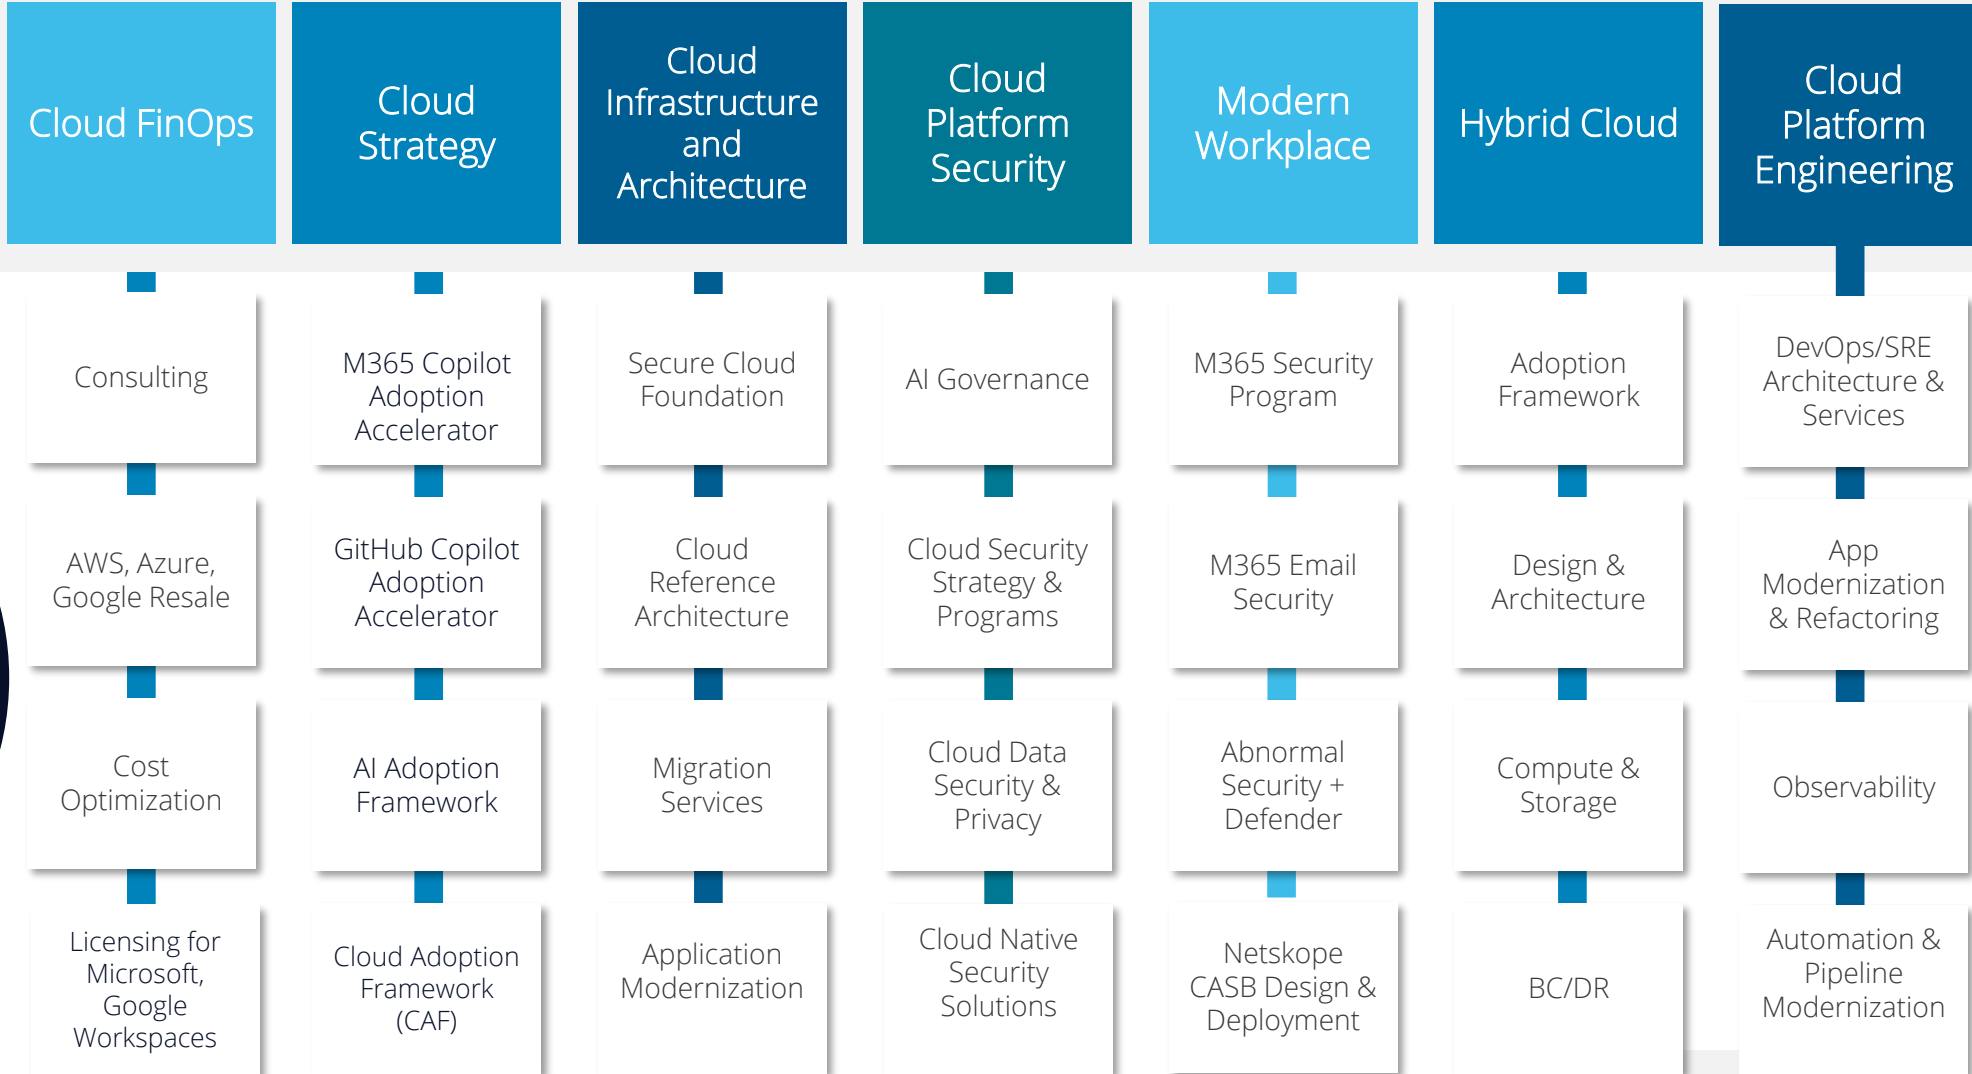 Cloud FinOps
Cloud
Strategy
Cloud
Infrastructure
and
Architecture
Cloud
Platform
Security
Modern
Workplace
Hybrid Cloud
Cloud
Platform
Engineering
Consulting
M365 Copilot
Adoption
Accelerator
Secure Cloud
Foundation
AI Governance
M365 Security
Program
Adoption
Framework
DevOps/SRE
Architecture &
Services
AWS, Azure,
Google Resale
GitHub Copilot
Adoption
Accelerator
Cloud
Reference
Architecture
Cloud Security
Strategy &
Programs
M365 Email
Security
Design &
Architecture
App
Modernization
& Refactoring
Cost
Optimization
AI Adoption
Framework
Migration
Services
Cloud Data
Security &
Privacy
Abnormal
Security +
Defender
Compute &
Storage
Observability
Licensing for
Microsoft,
Google
Workspaces
Cloud Adoption
Framework
(CAF)
Application
Modernization
Cloud Native
Security
Solutions
Netskope
CASB Design &
Deployment
BC/DR
Automation &
Pipeline
Modernization